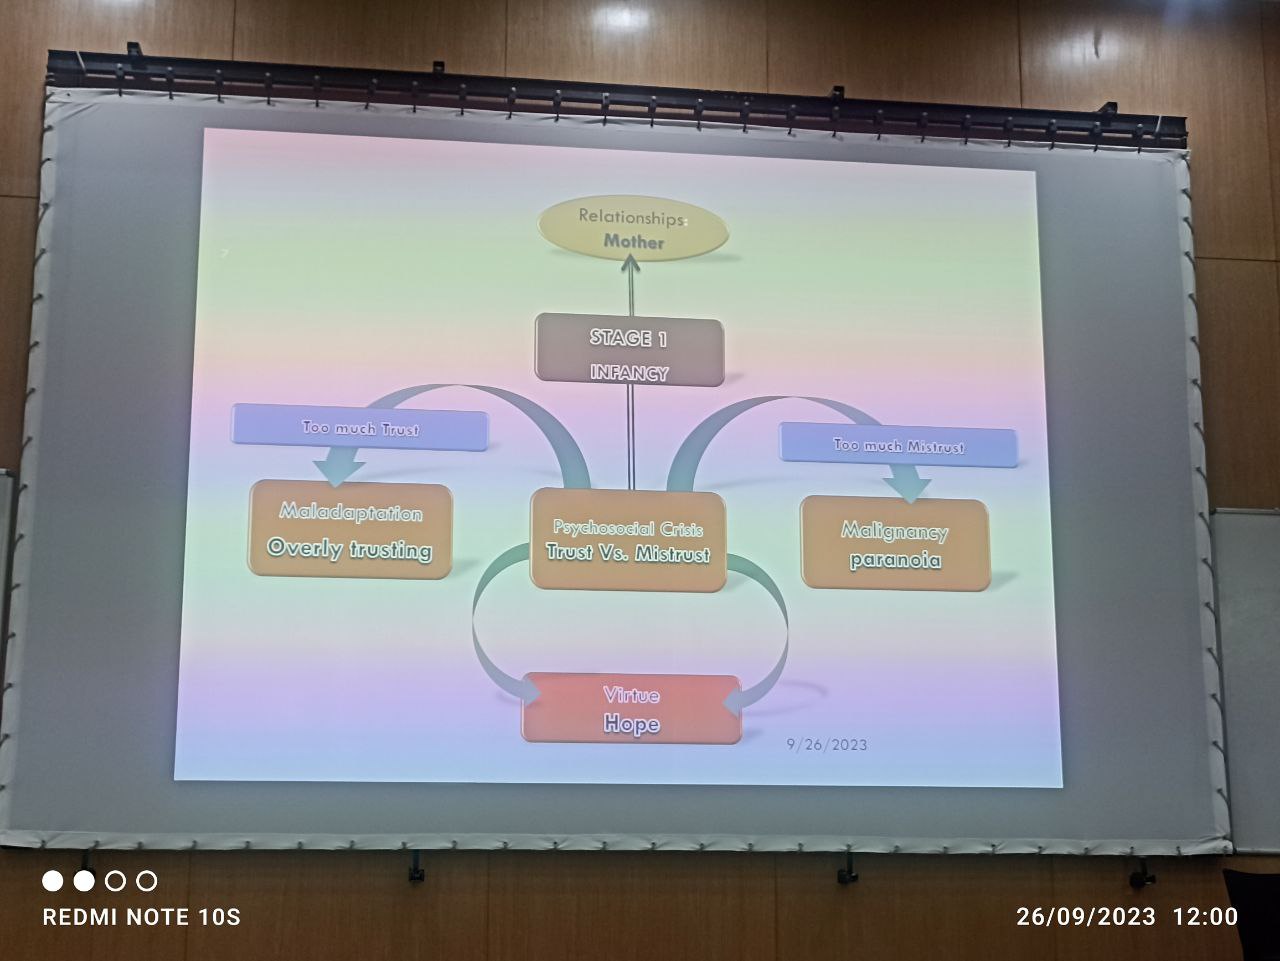 Relationships:
Mother
7
STAGE 1
INFANCY
Too much Trust
Too much Mistrust
Maladaptation
Overly trusting
Psychosocial Crisis
Trust Vs. Mistrust
Malignancy
paranoia
Virtue
Hope
9/26/2023
REDMI NOTE 10S
26/09/2023 12:00